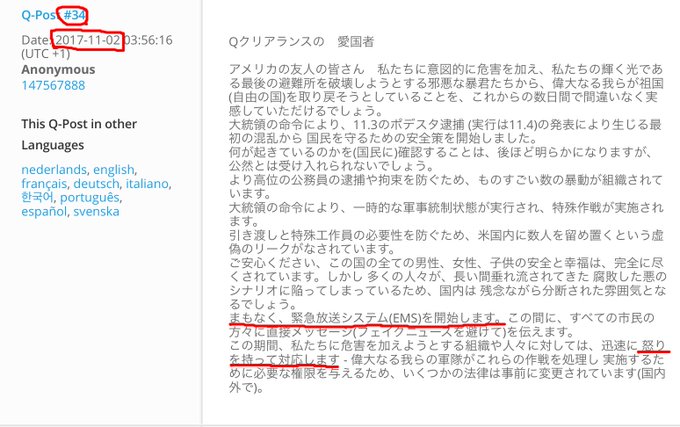 Q-Post #34
Date: 2017-11-02 03:56:16
(UTC +1)
Anonymous
147567888
This Q-Post in other
Languages
nederlands, english,
français, deutsch, italiano,
한국어, português,
español, svenska
Qクリアランスの 愛国者
アメリカの友人の皆さん 私たちに意図的に危害を加え、私たちの輝く光であ
る最後の避難所を破壊しようとする邪悪な暴君たちから、偉大なる我らが祖国
(自由の国)を取り戻そうとしていることを、これからの数日間で間違いなく実
感していただけるでしょう。
大統領の命令により、11.3のポデスタ逮捕 (実行は11.4)の発表により生じる最
初の混乱から 国民を守るための安全策を開始しました。
何が起きているのかを(国民に)確認することは、後ほど明らかになりますが、
公然とは受け入れられないでしょう。
より高位の公務員の逮捕や拘束を防ぐため、ものすごい数の暴動が組織されて
います。
大統領の命令により、一時的な軍事統制状態が実行され、特殊作戦が実施され
ます。
引き渡しと特殊工作員の必要性を防ぐため、米国内に数人を留め置くという虚
偽のリークがなされています。
ご安心ください、この国の全ての男性、女性、子供の安全と幸福は、完全に尽
くされています。しかし 多くの人々が、長い間垂れ流されてきた 腐敗した悪の
シナリオに陥ってしまっているため、国内は 残念ながら分断された雰囲気とな
るでしょう。
まもなく、緊急放送システム(EMS)を開始します。この間に、すべての市民の
方々に直接メッセージ(フェイクニュースを避けて)を伝えます。
この期間、私たちに危害を加えようとする組織や人々に対しては、迅速に 怒り
を持って対応します - 偉大なる我らの軍隊がこれらの作戦を処理し 実施するた
めに必要な権限を与えるため、いくつかの法律は事前に変更されています(国内
外で)。